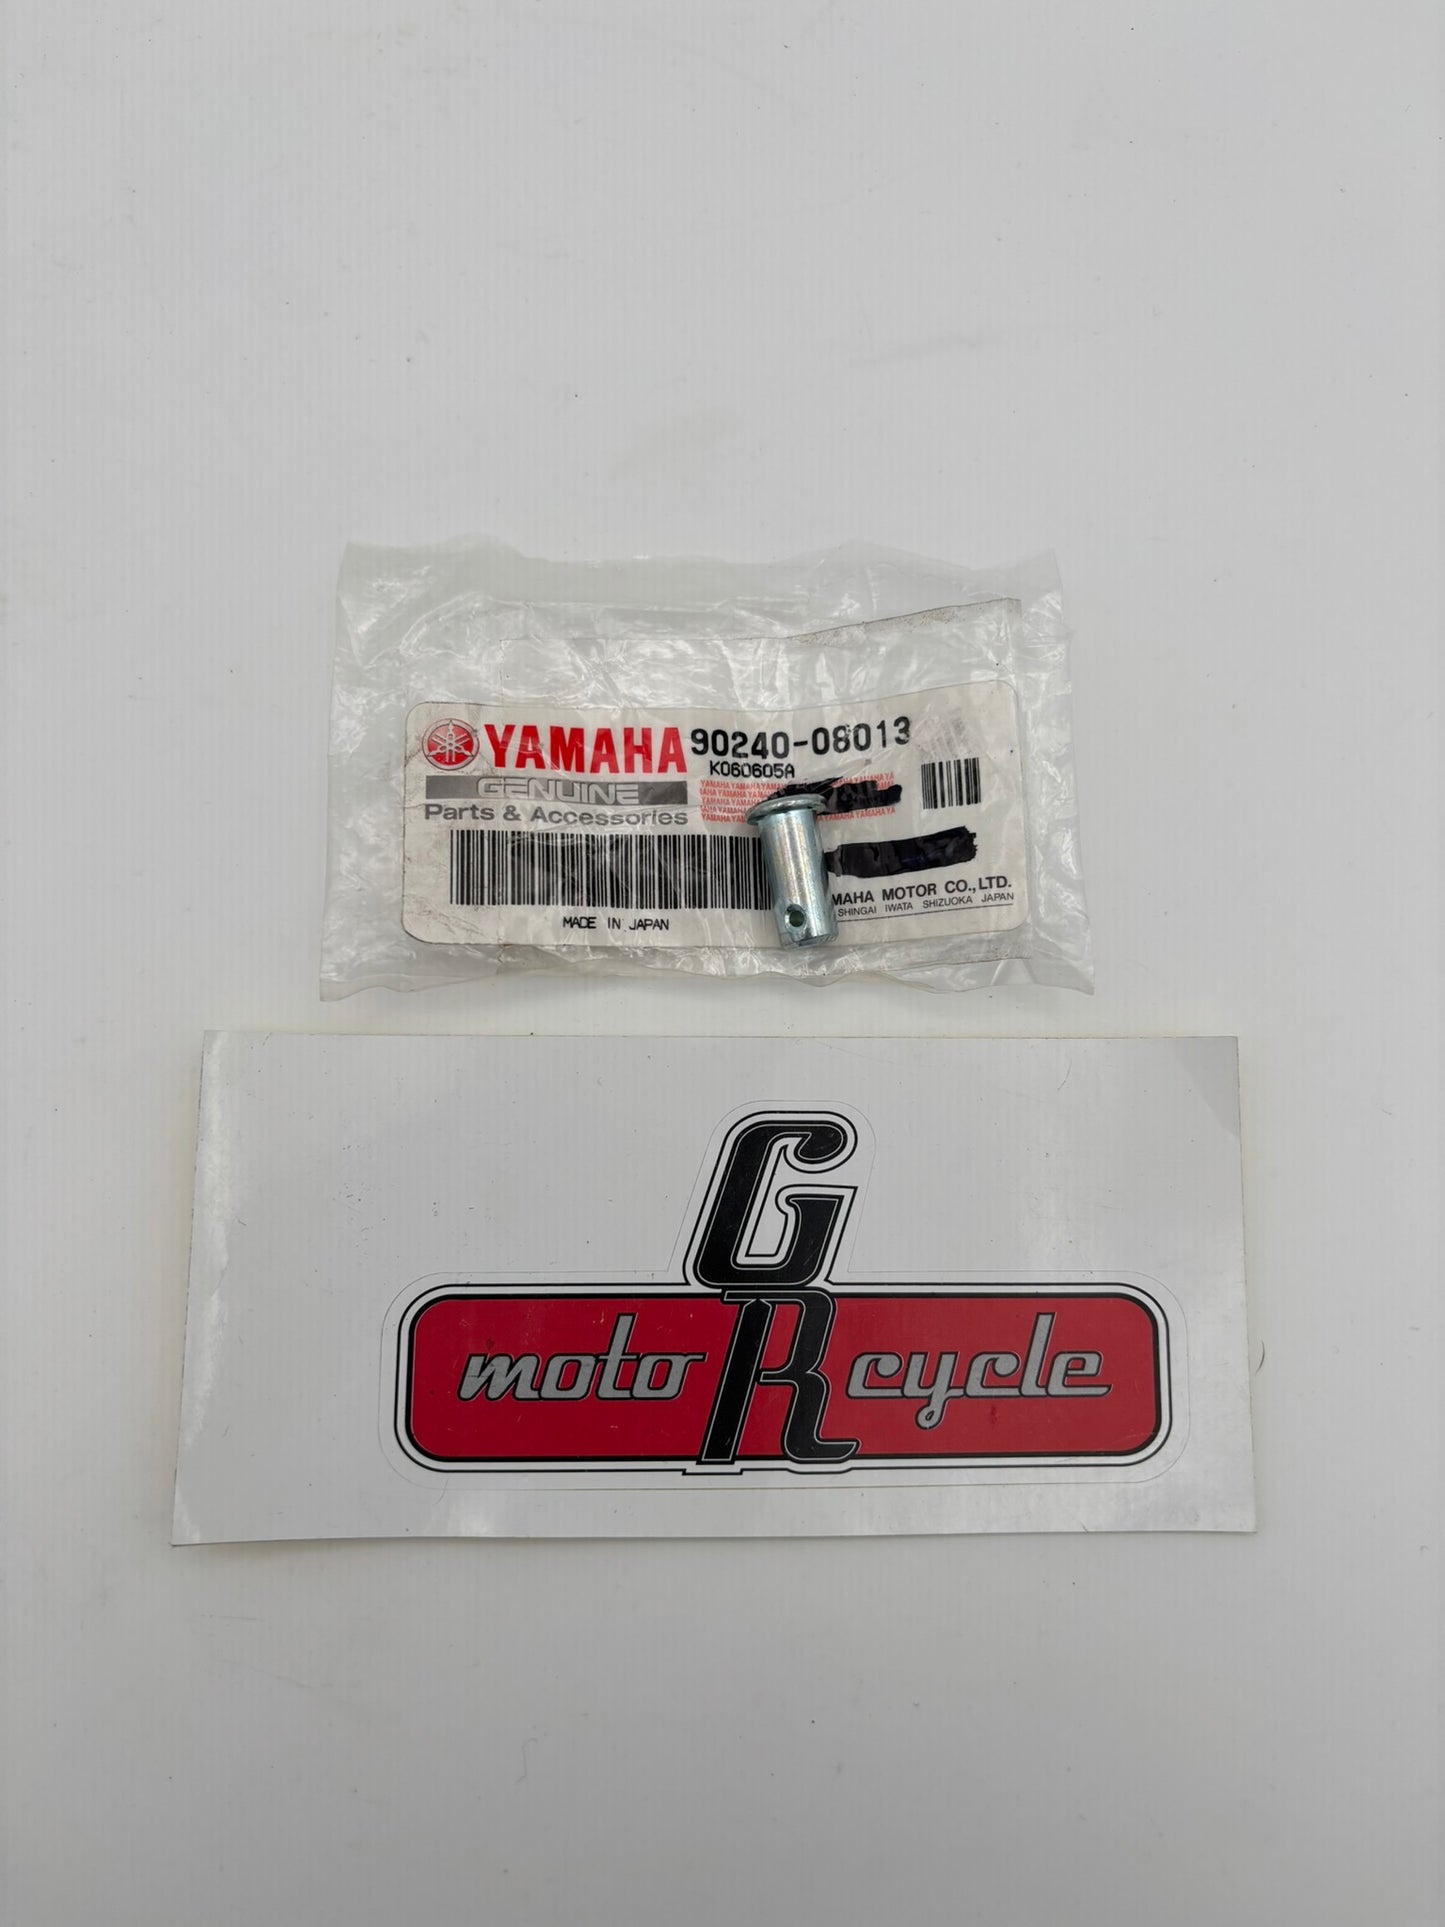 YAMAHA 90240-08013
K060605A
GENUINE
Parts & Accessories
MAHA MOTOR CO.,LTD.
SHINGAI IWATA SHIZUOKA JAPAN
MADE IN JAPAN
GR
moto cycle